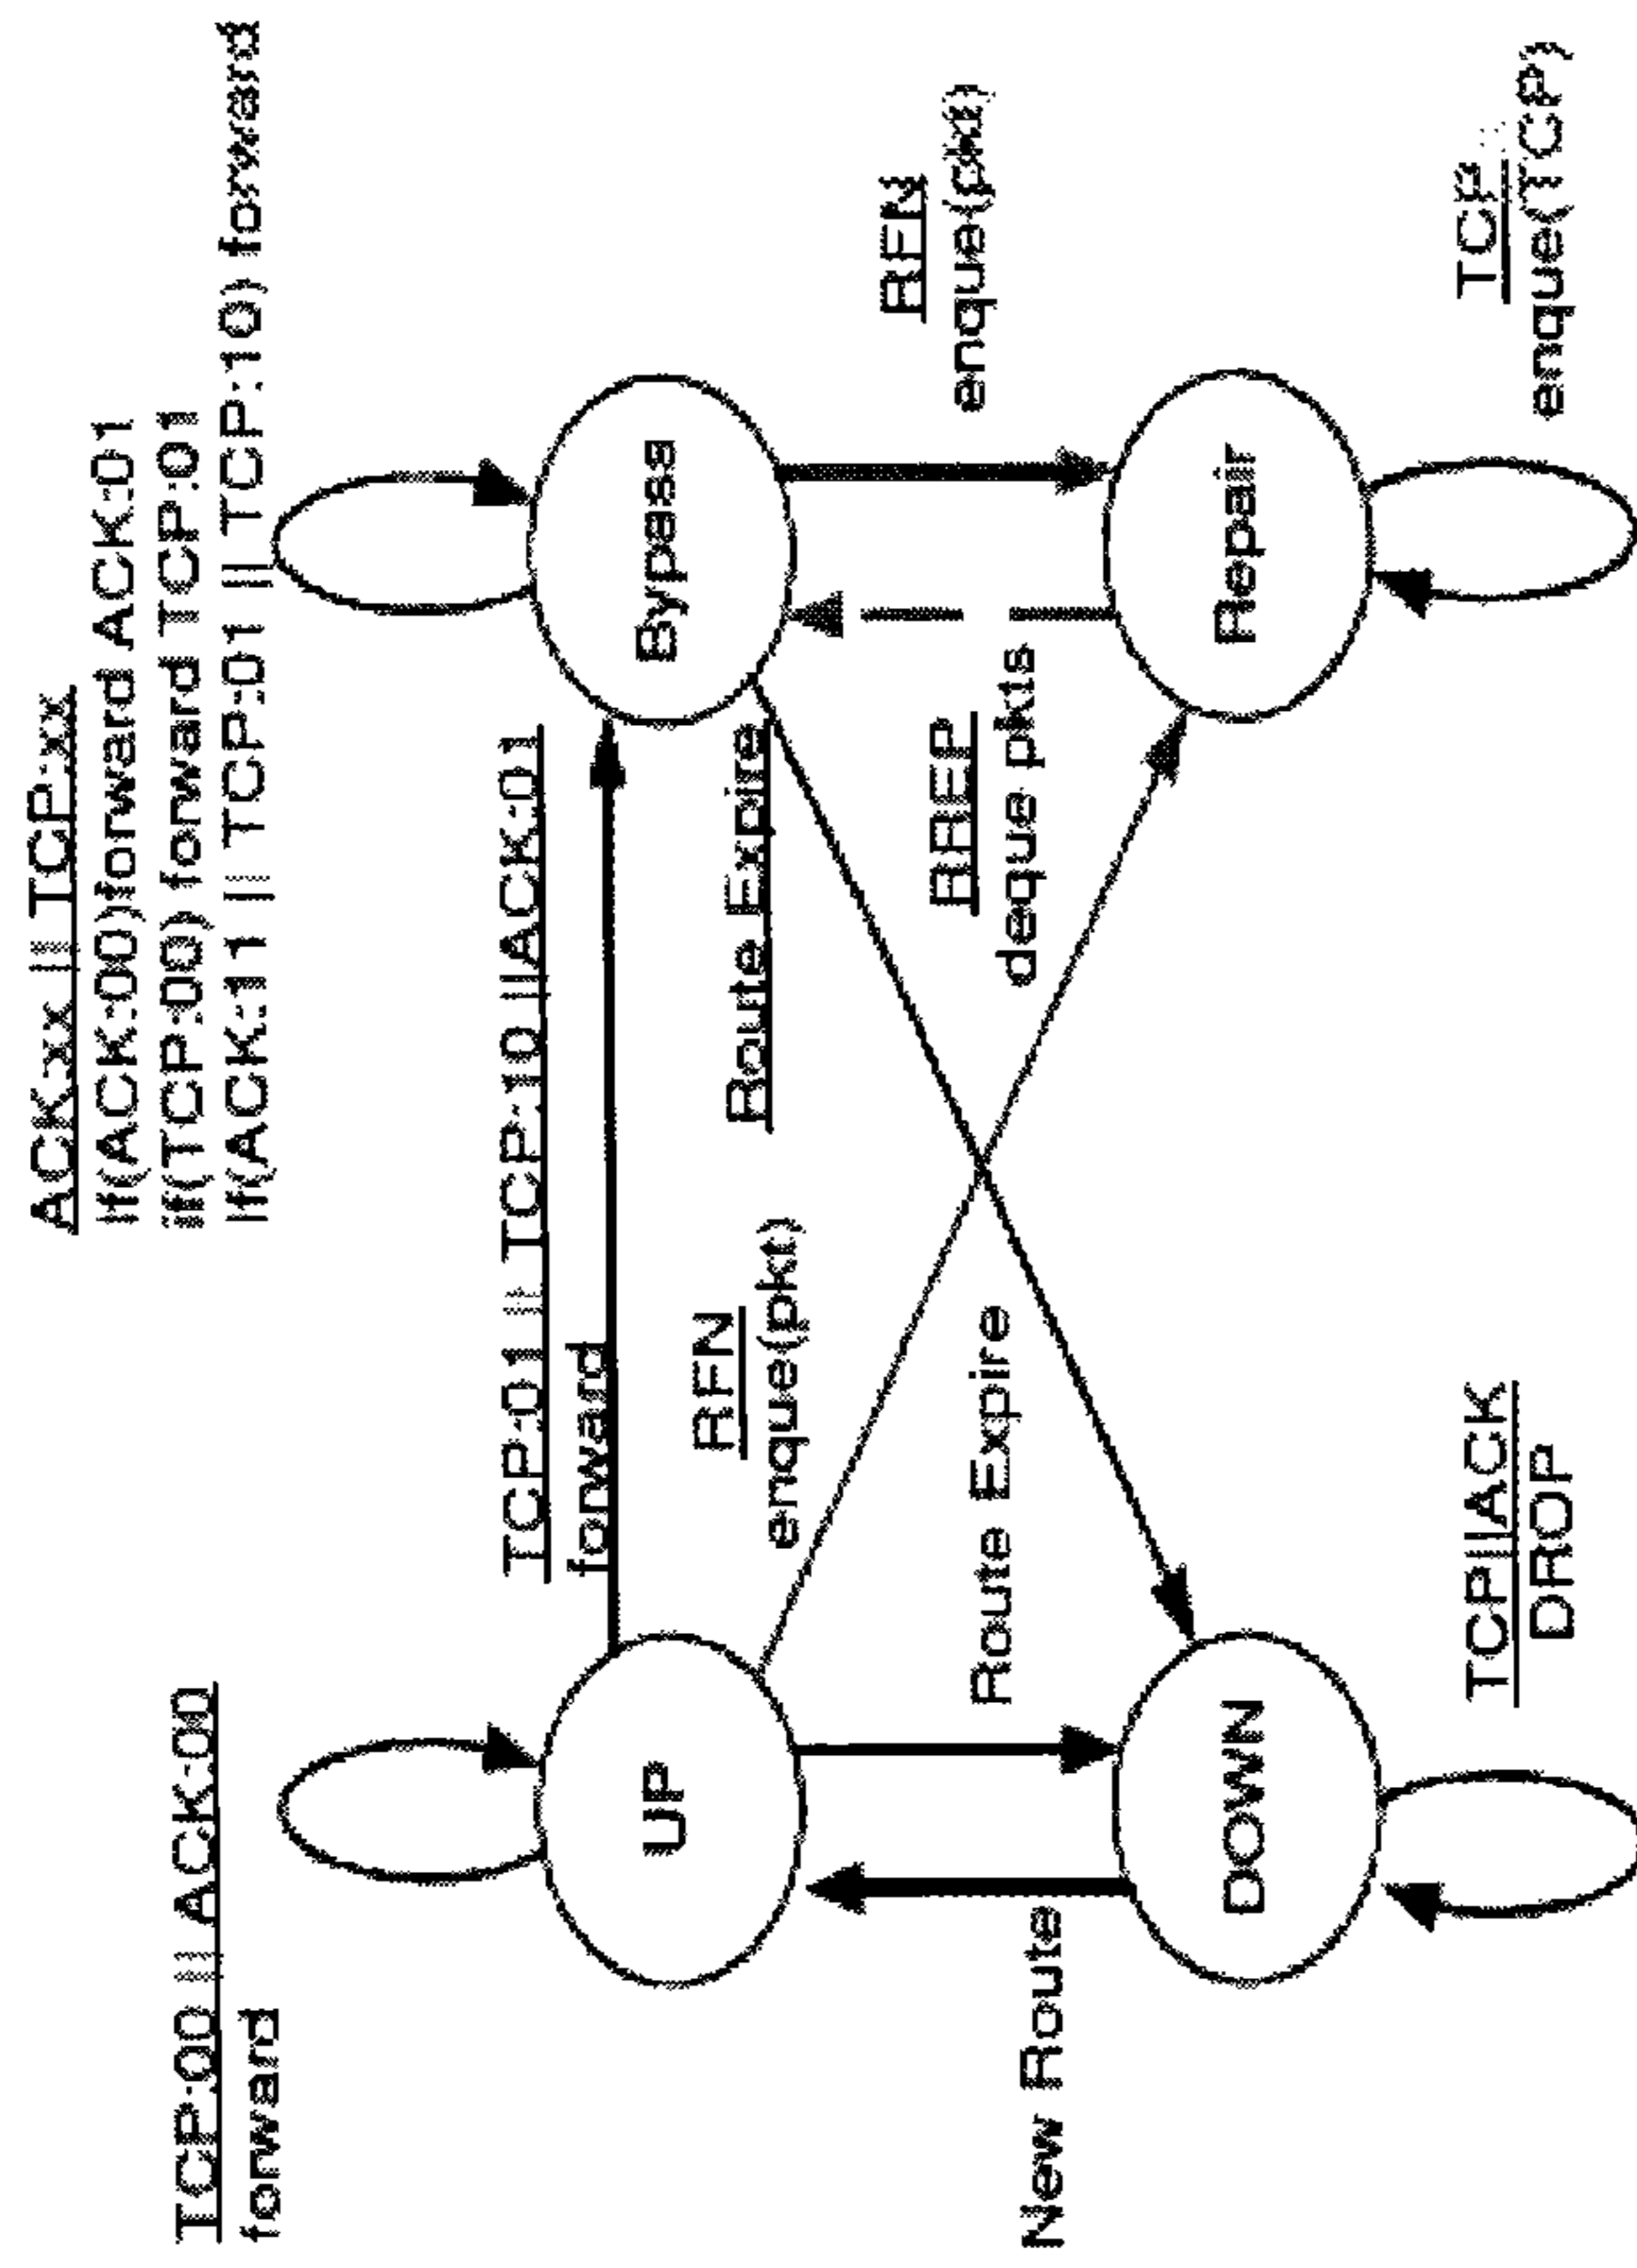 ACK:xx || TCP:xx
If(ACK:00)forward ACK:01
if(TCP:00) forward TCP:01
If(ACK:11 || TCP:01 || TCP:10) forward
TCP:00 || ACK:00
forward
TCP:01 || TCP:10 ||ACK:01
forward
UP
Bypass
RFN
enque(pkt)
Route Expire
RFN
enque(pkt)
New Route
Route Expire
RREP
deque pkts
DOWN
Repair
TCP||ACK
DROP
TCP
enque(TCP)